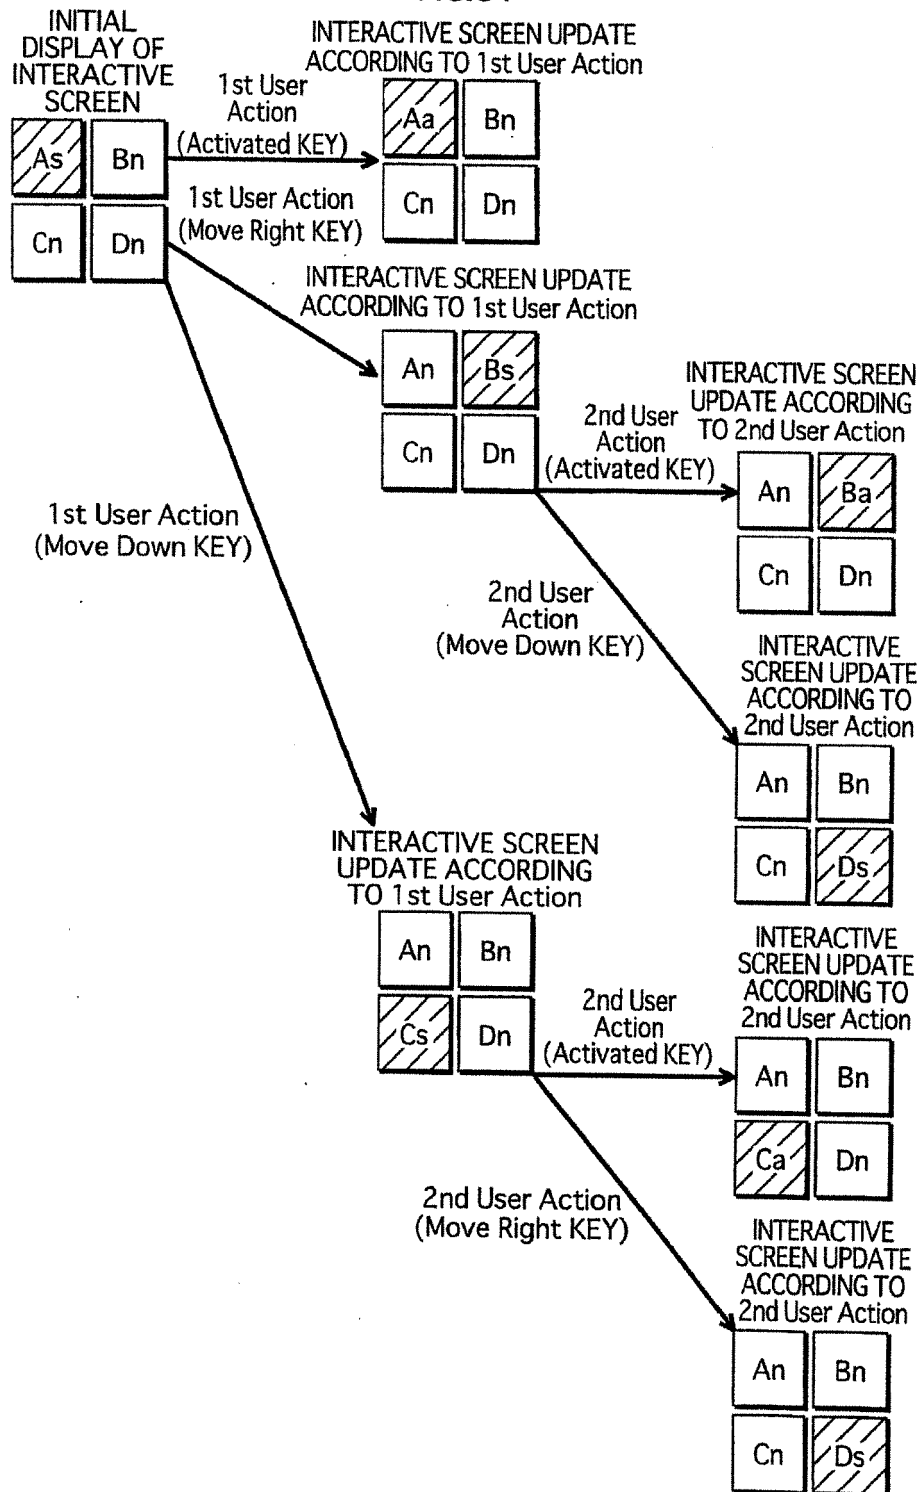 INITIAL
DISPLAY OF
INTERACTIVE
SCREEN
As Bn
Cn Dn
1st User
Action
(Activated KEY)
INTERACTIVE SCREEN UPDATE
ACCORDING TO 1st User Action
Aa Bn
Cn Dn
1st User Action
(Move Right KEY)
INTERACTIVE SCREEN UPDATE
ACCORDING TO 1st User Action
An Bs
Cn Dn
2nd User
Action
(Activated KEY)
INTERACTIVE SCREEN
UPDATE ACCORDING
TO 2nd User Action
An Ba
Cn Dn
1st User Action
(Move Down KEY)
2nd User
Action
(Move Down KEY)
INTERACTIVE
SCREEN UPDATE
ACCORDING TO
2nd User Action
An Bn
Cn Ds
INTERACTIVE SCREEN
UPDATE ACCORDING
TO 1st User Action
An Bn
Cs Dn
2nd User
Action
(Activated KEY)
INTERACTIVE
SCREEN UPDATE
ACCORDING TO
2nd User Action
An Bn
Ca Dn
2nd User Action
(Move Right KEY)
INTERACTIVE
SCREEN UPDATE
ACCORDING TO
2nd User Action
An Bn
Cn Ds